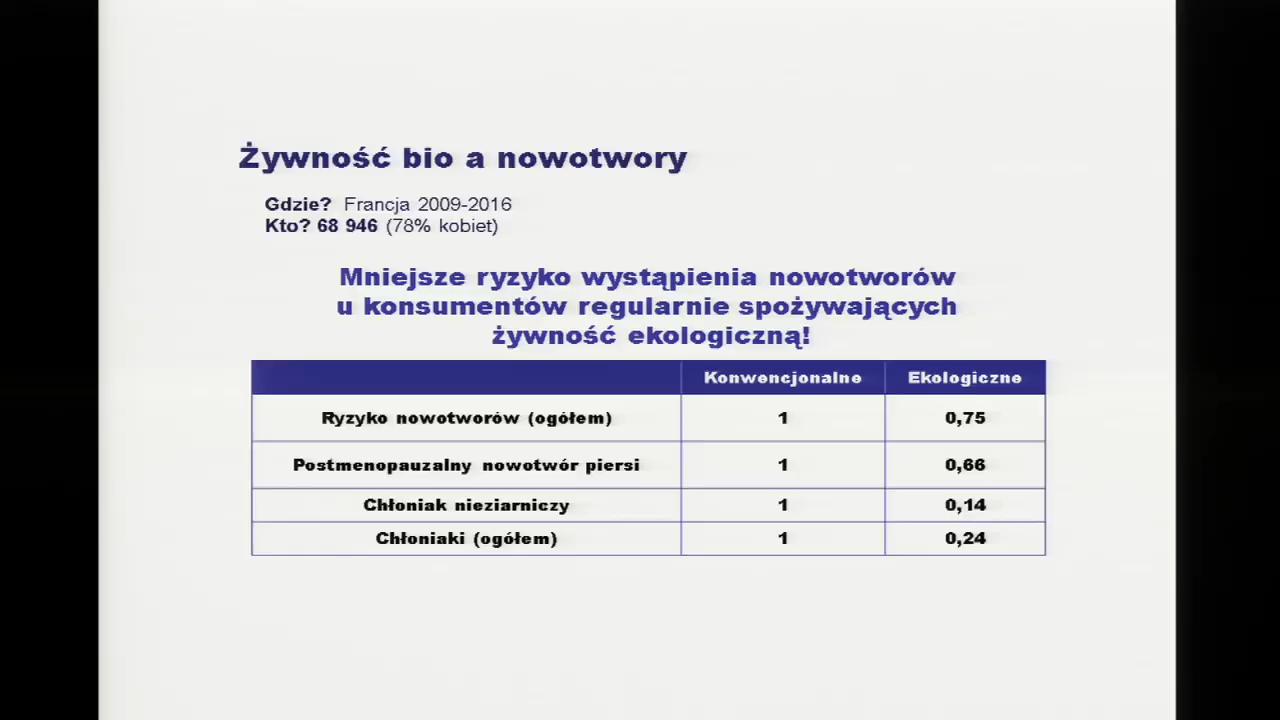 Żywność bio a nowotwory
Gdzie? Francja 2009-2016
Kto? 68 946 (78% kobiet)
Mniejsze ryzyko wystąpienia nowotworów
u konsumentów regularnie spożywających
żywność ekologiczną!
Konwencjonalne Ekologiczne
Ryzyko nowotworów (ogółem) 1 0,75
Postmenopauzalny nowotwór piersi 1 0,66
Chłoniak nieziarniczy 1 0,14
Chłoniaki (ogółem) 1 0,24